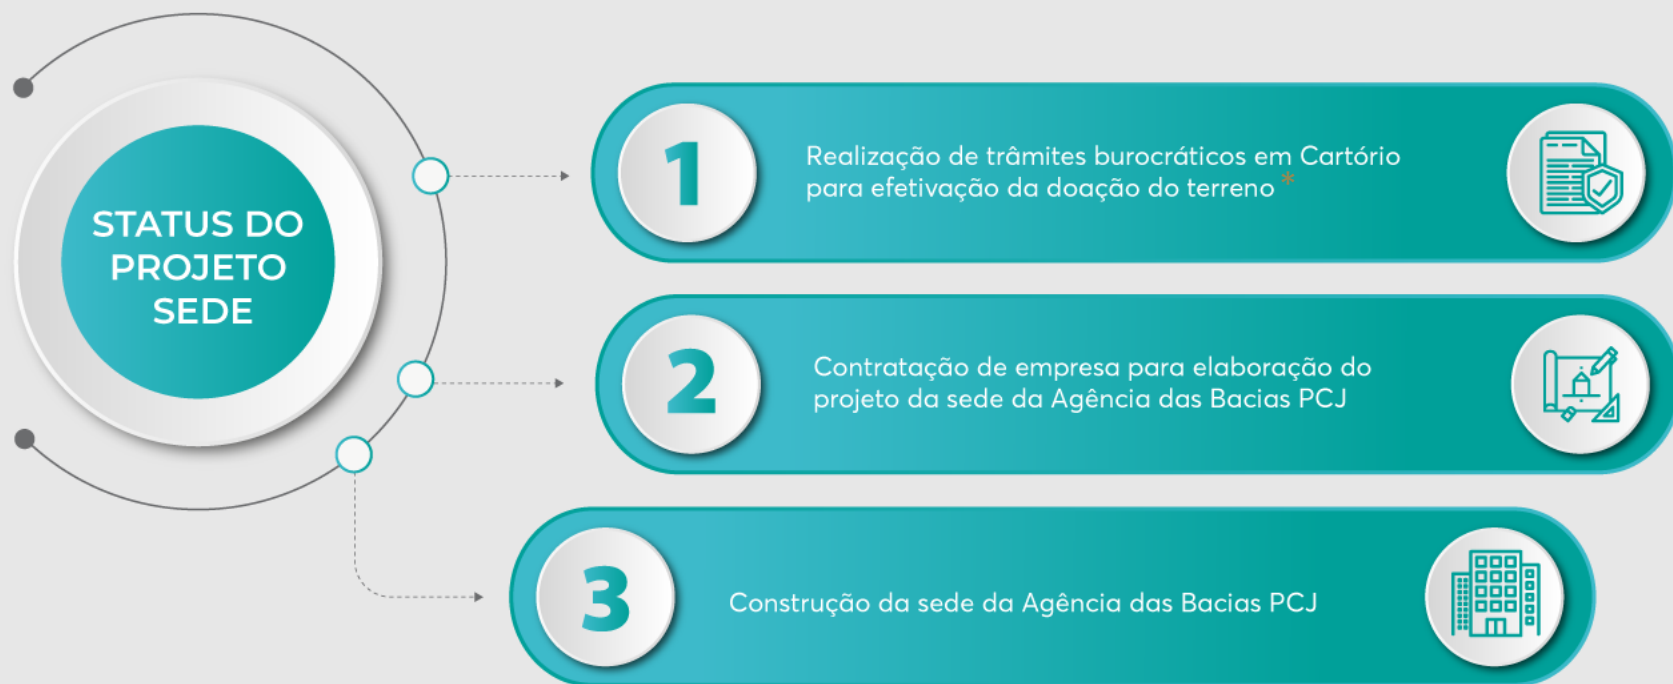 STATUS DO
PROJETO
SEDE
1
Realização de trâmites burocráticos em Cartório
para efetivação da doação do terreno *
2
Contratação de empresa para elaboração do
projeto da sede da Agência das Bacias PCJ
3
Construção da sede da Agência das Bacias PCJ